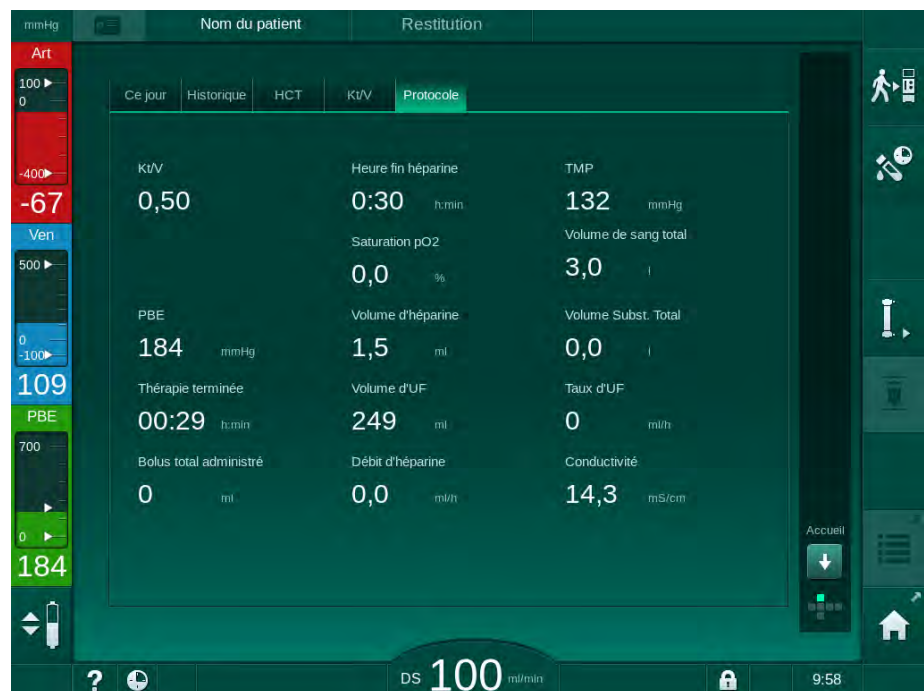 mmHg
Nom du patient
Restitution
Art
100
0
-400
-67
Ven
500
0
-100
109
PBE
700
0
184
Ce jour
Historique
HCT
Kt/V
Protocole
Kt/V
0,50
Heure fin héparine
0:30 h:min
TMP
132 mmHg
Saturation pO2
0,0 %
Volume de sang total
3,0 l
PBE
184 mmHg
Volume d'héparine
1,5 ml
Volume Subst. Total
0,0 l
Thérapie terminée
00:29 h:min
Volume d'UF
249 ml
Taux d'UF
0 ml/h
Bolus total administré
0 ml
Débit d'héparine
0,0 ml/h
Conductivité
14,3 mS/cm
Accueil
?
DS 100 ml/min
9:58